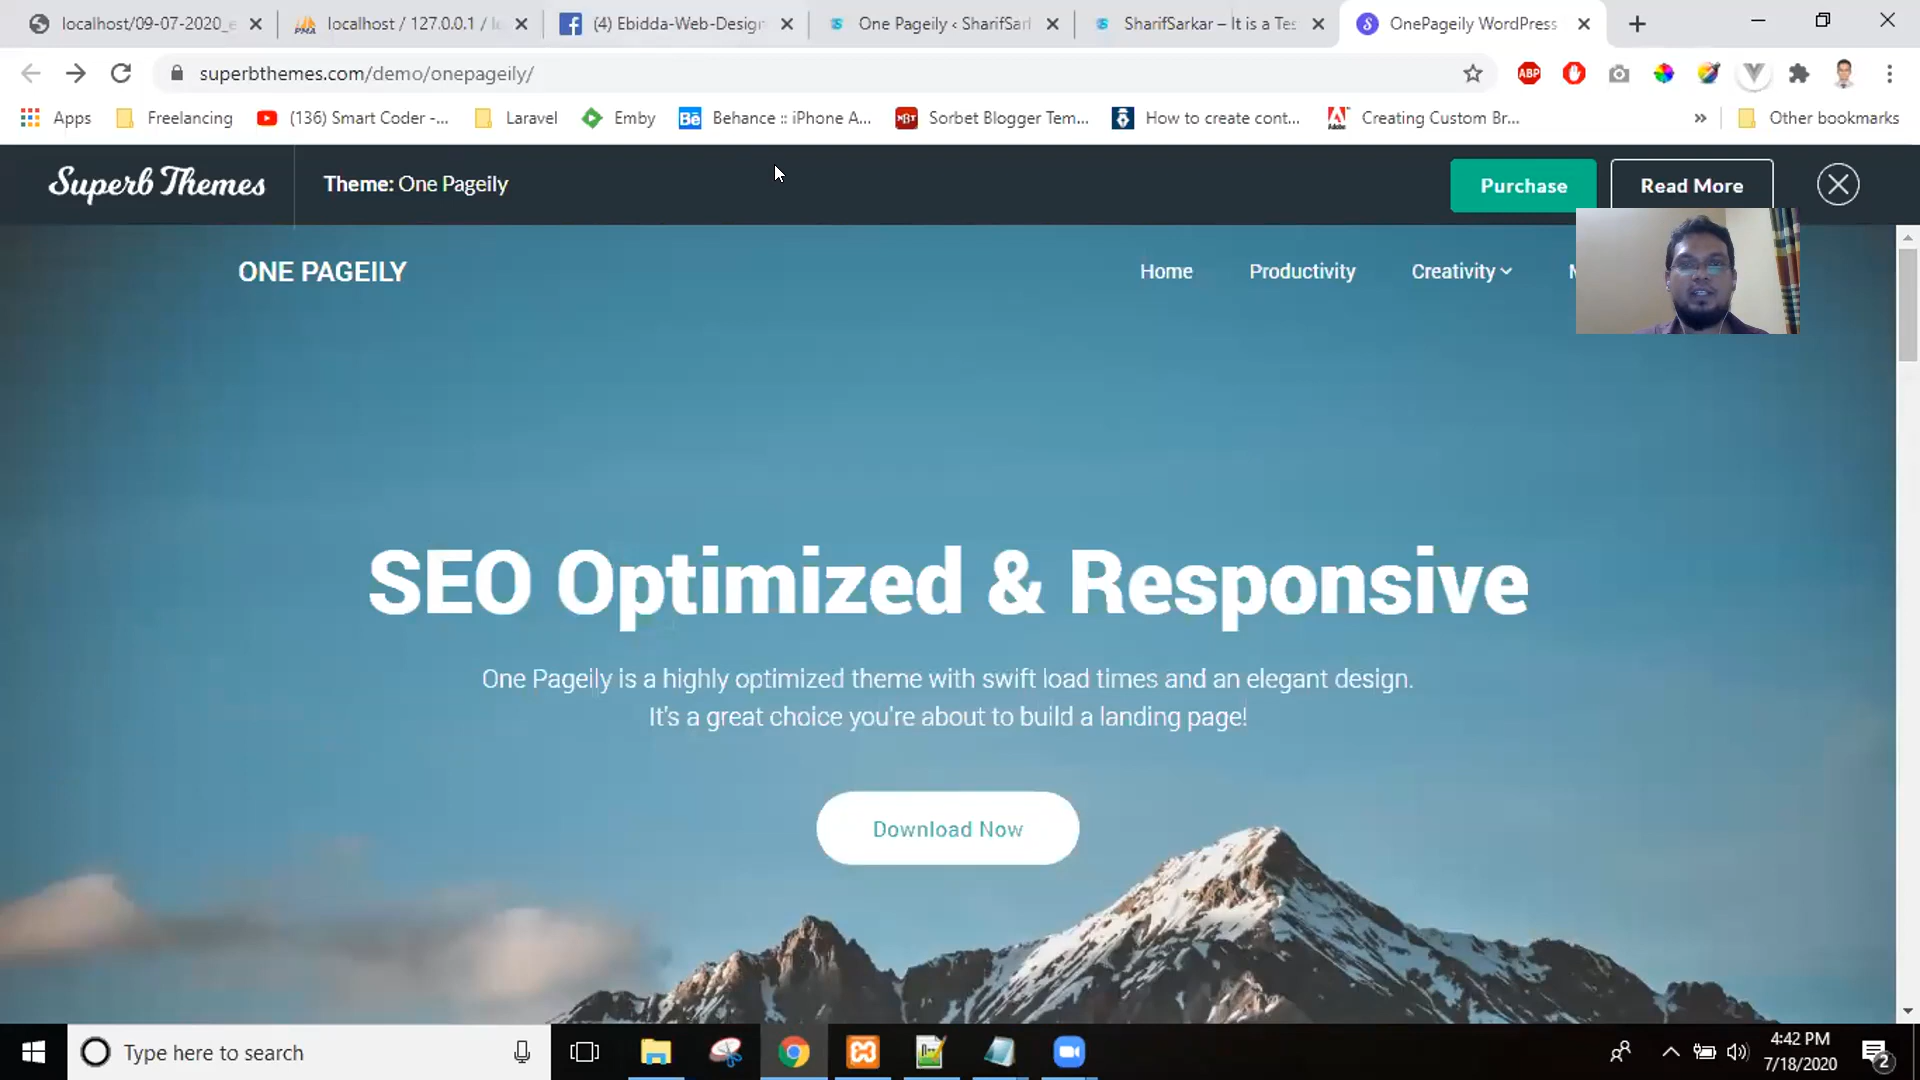 localhost/09-07-2020_e
localhost / 127.0.0.1 /
(4) Ebidda-Web-Design
One Pageily ‹ SharifSar
SharifSarkar – It is a Tes
OnePageily WordPress
superbthemes.com/demo/onepageily/
ABP
Apps
Freelancing
(136) Smart Coder -...
Laravel
Emby
Behance :: iPhone A...
Sorbet Blogger Tem...
How to create cont...
Creating Custom Br...
»
Other bookmarks
Superb Themes
Theme: One Pageily
Purchase
Read More
ONE PAGEILY
Home
Productivity
Creativity
SEO Optimized & Responsive
One Pageily is a highly optimized theme with swift load times and an elegant design.
It's a great choice you're about to build a landing page!
Download Now
Type here to search
4:42 PM
7/18/2020
2